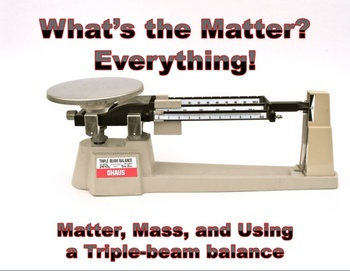 What's the Matter?
Everything!
TRIPLE BEAM BALANCE
OHAUS
Matter, Mass, and Using
a Triple-beam balance